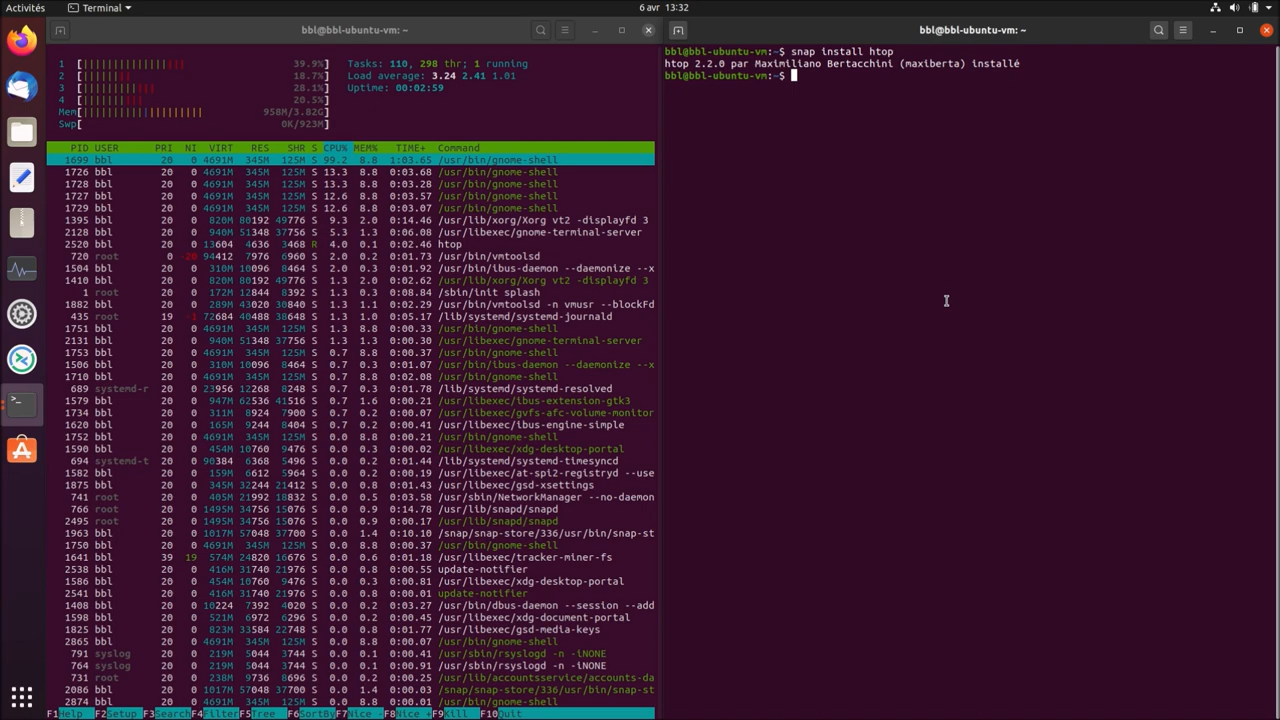 Activités
Terminal
6 avr 13:32
bbl@bbl-ubuntu-vm: ~
bbl@bbl-ubuntu-vm: ~
1 [||||||||||||||||||| 39.9%]
2 [||||||||| 18.7%]
3 [||||||||||||| 28.1%]
4 [||||||||||| 20.5%]
Mem[|||||||||||||||||||||| 958M/3.82G]
Swp[ 0K/923M]
Tasks: 110, 298 thr; 1 running
Load average: 3.24 2.41 1.01
Uptime: 00:02:59
PID USER PRI NI VIRT RES SHR S CPU% MEM% TIME+ Command
1699 bbl 20 0 4691M 345M 125M S 99.2 8.8 1:03.65 /usr/bin/gnome-shell
1726 bbl 20 0 4691M 345M 125M S 13.3 8.8 0:03.68 /usr/bin/gnome-shell
1728 bbl 20 0 4691M 345M 125M S 13.3 8.8 0:03.28 /usr/bin/gnome-shell
1727 bbl 20 0 4691M 345M 125M S 12.6 8.8 0:03.57 /usr/bin/gnome-shell
1729 bbl 20 0 4691M 345M 125M S 12.6 8.8 0:03.07 /usr/bin/gnome-shell
1395 bbl 20 0 820M 80192 49776 S 9.3 2.0 0:14.46 /usr/lib/xorg/Xorg vt2 -displayfd 3
2128 bbl 20 0 940M 51348 37756 S 5.3 1.3 0:06.08 /usr/libexec/gnome-terminal-server
2520 bbl 20 0 13604 4636 3468 R 4.0 0.1 0:02.46 htop
720 root 0 -20 94412 7976 6956 S 2.0 0.2 0:01.73 /usr/bin/vmtoolsd
1504 bbl 20 0 310M 10096 8464 S 2.0 0.3 0:01.92 /usr/bin/ibus-daemon --daemonize --x
1410 bbl 20 0 820M 80192 49776 S 2.0 2.0 0:02.62 /usr/lib/xorg/Xorg vt2 -displayfd 3
1 root 20 0 172M 12844 8392 S 1.3 0.3 0:08.84 /sbin/init splash
1882 bbl 20 0 289M 43020 30840 S 1.3 1.1 0:02.29 /usr/bin/vmtoolsd -n vmusr --blockFd
435 root 19 -1 72684 40488 38648 S 1.3 1.0 0:05.17 /lib/systemd/systemd-journald
1751 bbl 20 0 4691M 345M 125M S 1.3 8.8 0:00.33 /usr/bin/gnome-shell
2131 bbl 20 0 940M 51348 37756 S 1.3 1.3 0:00.30 /usr/libexec/gnome-terminal-server
1753 bbl 20 0 4691M 345M 125M S 0.7 8.8 0:00.37 /usr/bin/gnome-shell
1506 bbl 20 0 310M 10096 8464 S 0.7 0.3 0:01.07 /usr/bin/ibus-daemon --daemonize --x
1710 bbl 20 0 4691M 345M 125M S 0.7 8.8 0:02.08 /usr/bin/gnome-shell
689 systemd-r 20 0 23956 12268 8248 S 0.7 0.3 0:01.78 /lib/systemd/systemd-resolved
1579 bbl 20 0 947M 62536 41516 S 0.7 1.6 0:00.21 /usr/libexec/ibus-extension-gtk3
1734 bbl 20 0 311M 8924 7900 S 0.7 0.2 0:00.07 /usr/libexec/gvfs-afc-volume-monitor
1620 bbl 20 0 165M 9244 8404 S 0.7 0.2 0:00.41 /usr/libexec/ibus-engine-simple
1752 bbl 20 0 4691M 345M 125M S 0.0 8.8 0:00.21 /usr/bin/gnome-shell
1590 bbl 20 0 454M 10760 9476 S 0.0 0.3 0:00.02 /usr/libexec/xdg-desktop-portal
694 systemd-t 20 0 90384 6368 5496 S 0.0 0.2 0:01.44 /lib/systemd/systemd-timesyncd
1582 bbl 20 0 159M 6612 5964 S 0.0 0.2 0:00.19 /usr/libexec/at-spi2-registryd --use
1875 bbl 20 0 345M 32244 21412 S 0.0 0.8 0:01.43 /usr/libexec/gsd-xsettings
741 root 20 0 405M 21992 18832 S 0.0 0.5 0:03.58 /usr/sbin/NetworkManager --no-daemon
766 root 20 0 1495M 34756 15508 S 0.0 0.9 0:14.78 /usr/lib/snapd/snapd
2495 root 20 0 1495M 34756 15508 S 0.0 0.9 0:00.17 /usr/lib/snapd/snapd
1963 bbl 20 0 1017M 57048 37700 S 0.0 1.4 0:10.10 /snap/snap-store/336/usr/bin/snap-st
1750 bbl 20 0 4691M 345M 125M S 0.0 8.8 0:00.37 /usr/bin/gnome-shell
1641 bbl 39 19 574M 24820 16676 S 0.0 0.6 0:01.18 /usr/libexec/tracker-miner-fs
2538 bbl 20 0 416M 31740 21976 S 0.0 0.8 0:00.55 update-notifier
1586 bbl 20 0 454M 10760 9476 S 0.0 0.3 0:00.81 /usr/libexec/xdg-desktop-portal
2541 bbl 20 0 416M 31740 21976 S 0.0 0.8 0:00.01 update-notifier
1408 bbl 20 0 10224 7392 4020 S 0.0 0.2 0:03.27 /usr/bin/dbus-daemon --session --add
1598 bbl 20 0 521M 6972 6296 S 0.0 0.2 0:00.45 /usr/libexec/xdg-document-portal
1825 bbl 20 0 823M 33584 22748 S 0.0 0.8 0:01.77 /usr/libexec/gsd-media-keys
2865 bbl 20 0 4691M 345M 125M S 0.0 8.8 0:00.07 /usr/bin/gnome-shell
791 syslog 20 0 219M 5044 3744 S 0.0 0.1 0:00.41 /usr/sbin/rsyslogd -n -iNONE
764 syslog 20 0 219M 5044 3744 S 0.0 0.1 0:00.91 /usr/sbin/rsyslogd -n -iNONE
731 root 20 0 238M 9736 8696 S 0.0 0.2 0:00.25 /usr/lib/accountsservice/accounts-da
2086 bbl 20 0 1017M 57048 37700 S 0.0 1.4 0:00.03 /snap/snap-store/336/usr/bin/snap-st
2874 bbl 20 0 4691M 345M 125M S 0.0 8.8 0:00.01 /usr/bin/gnome-shell
F1Help F2Setup F3SearchF4FilterF5Tree F6SortByF7Nice -F8Nice +F9Kill F10Quit
bbl@bbl-ubuntu-vm:~$ snap install htop
htop 2.2.0 par Maximiliano Bertacchini (maxiberta) installé
bbl@bbl-ubuntu-vm:~$